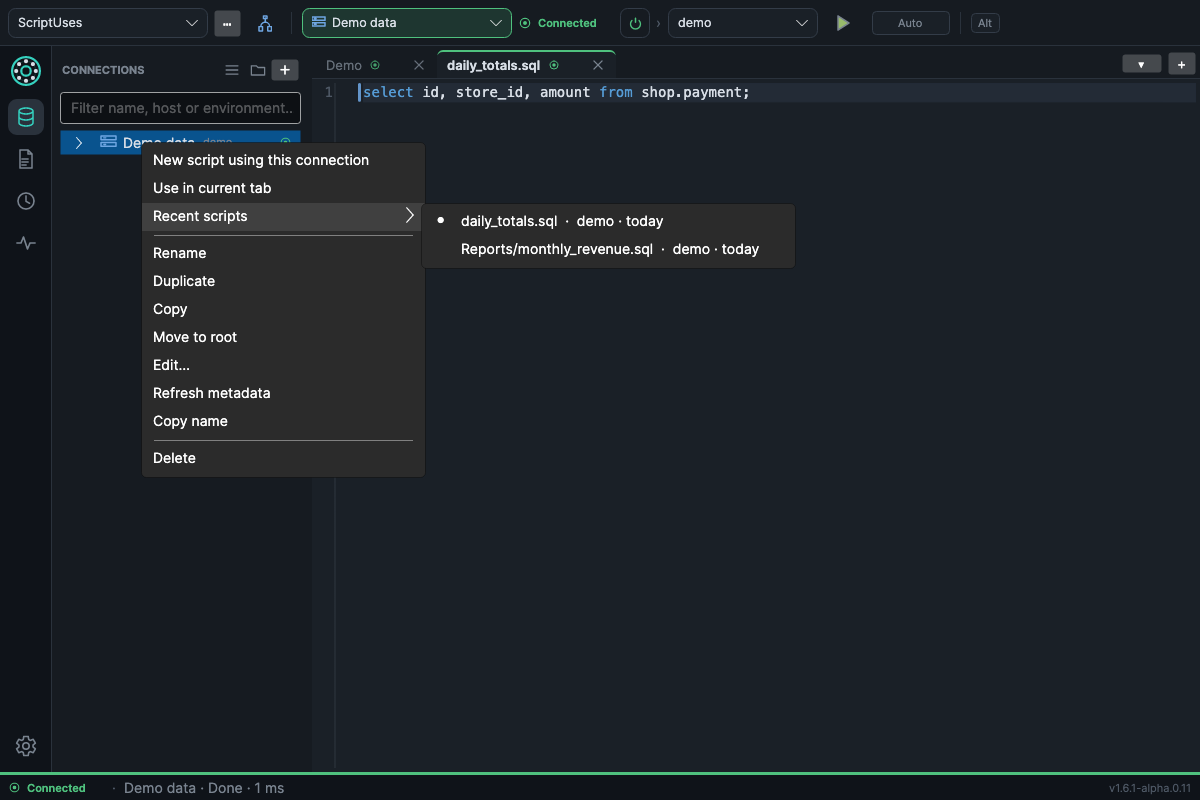 ScriptUses
...
Demo data
Connected
demo
Auto
Alt
CONNECTIONS
Demo
daily_totals.sql
Filter name, host or environment..
1 select id, store_id, amount from shop.payment;
Demo data demo
New script using this connection
Use in current tab
Recent scripts
daily_totals.sql · demo · today
Reports/monthly_revenue.sql · demo · today
Rename
Duplicate
Copy
Move to root
Edit...
Refresh metadata
Copy name
Delete
Connected · Demo data · Done · 1 ms
v1.6.1-alpha.0.11